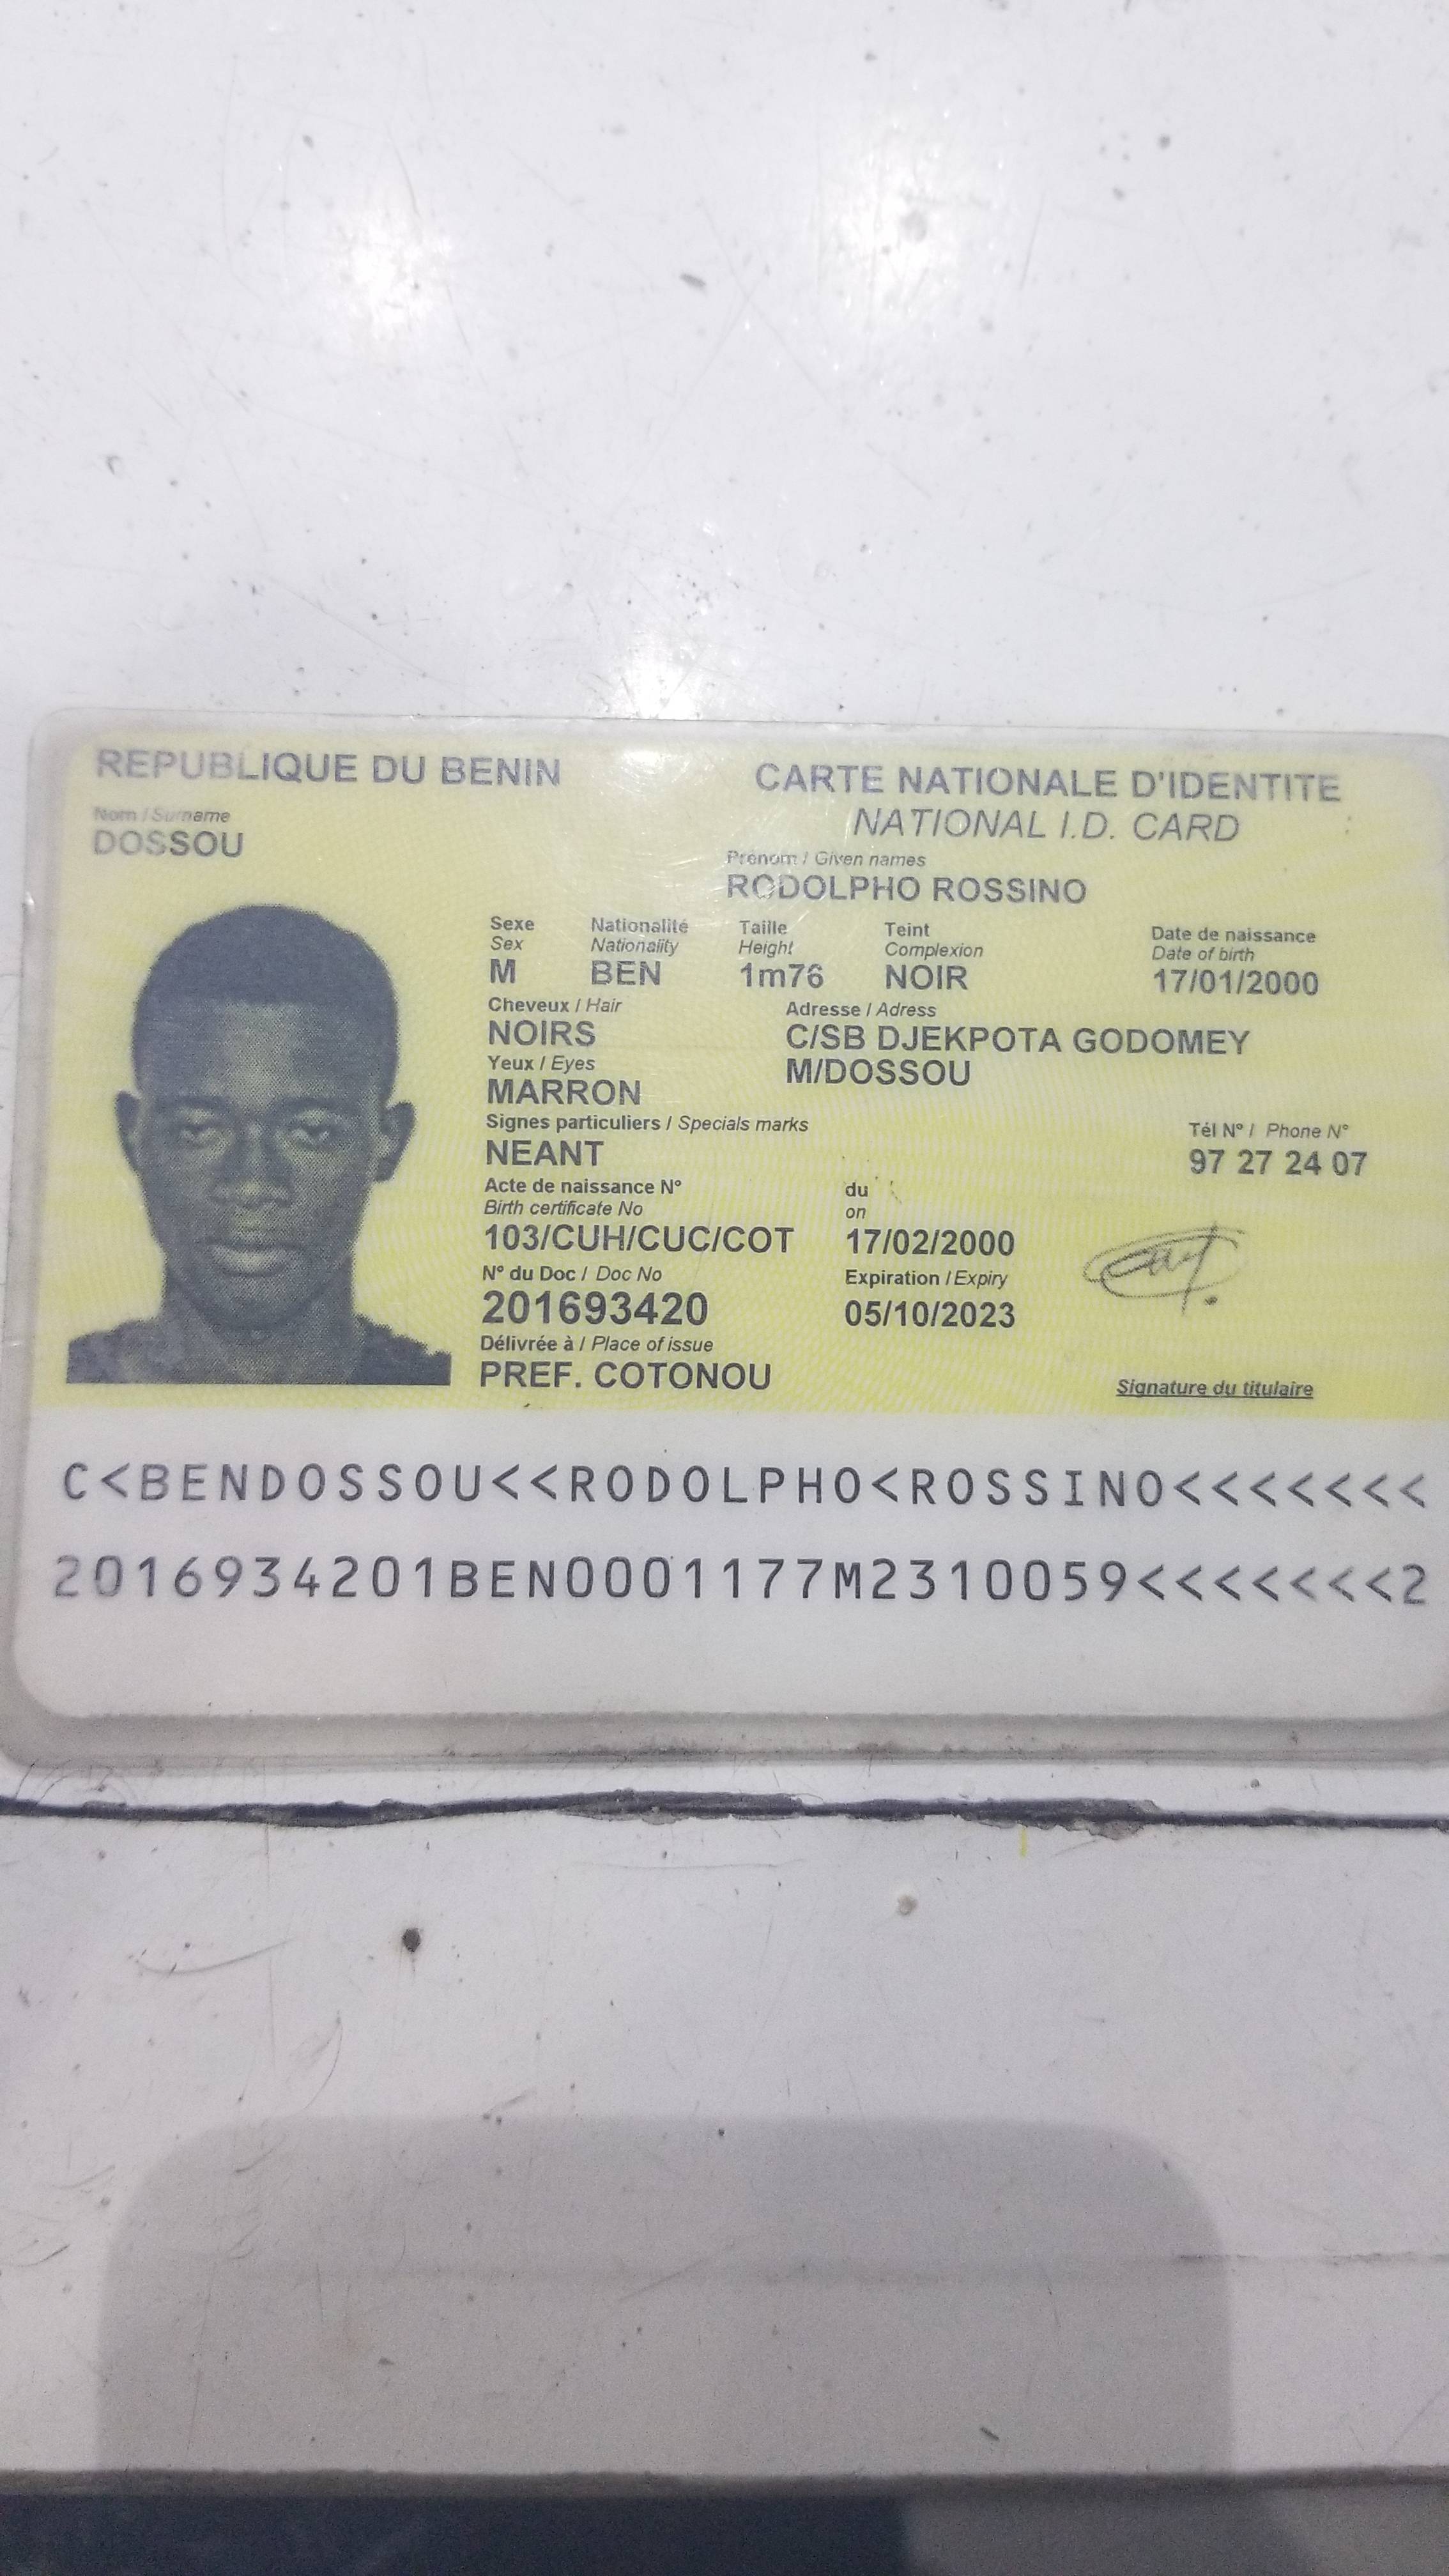 REPUBLIQUE DU BENIN
CARTE NATIONALE D'IDENTITE
NATIONAL I.D. CARD
Nom / Surname
DOSSOU
Prénom / Given names
RODOLPHO ROSSINO
Sexe Nationalité Taille Teint Date de naissance
Sex Nationality Height Complexion Date of birth
M BEN 1m76 NOIR 17/01/2000
Cheveux / Hair Adresse / Adress
NOIRS C/SB DJEKPOTA GODOMEY
Yeux / Eyes M/DOSSOU
MARRON
Signes particuliers / Specials marks Tél N° / Phone N°
NEANT 97 27 24 07
Acte de naissance N° du
Birth certificate No on
103/CUH/CUC/COT 17/02/2000
N° du Doc / Doc No Expiration / Expiry
201693420 05/10/2023
Délivrée à / Place of issue
PREF. COTONOU
Signature du titulaire
C<BENDOSSOU<<RODOLPHO<ROSSINO<<<<<<<
2016934201BEN0001177M2310059<<<<<<<2